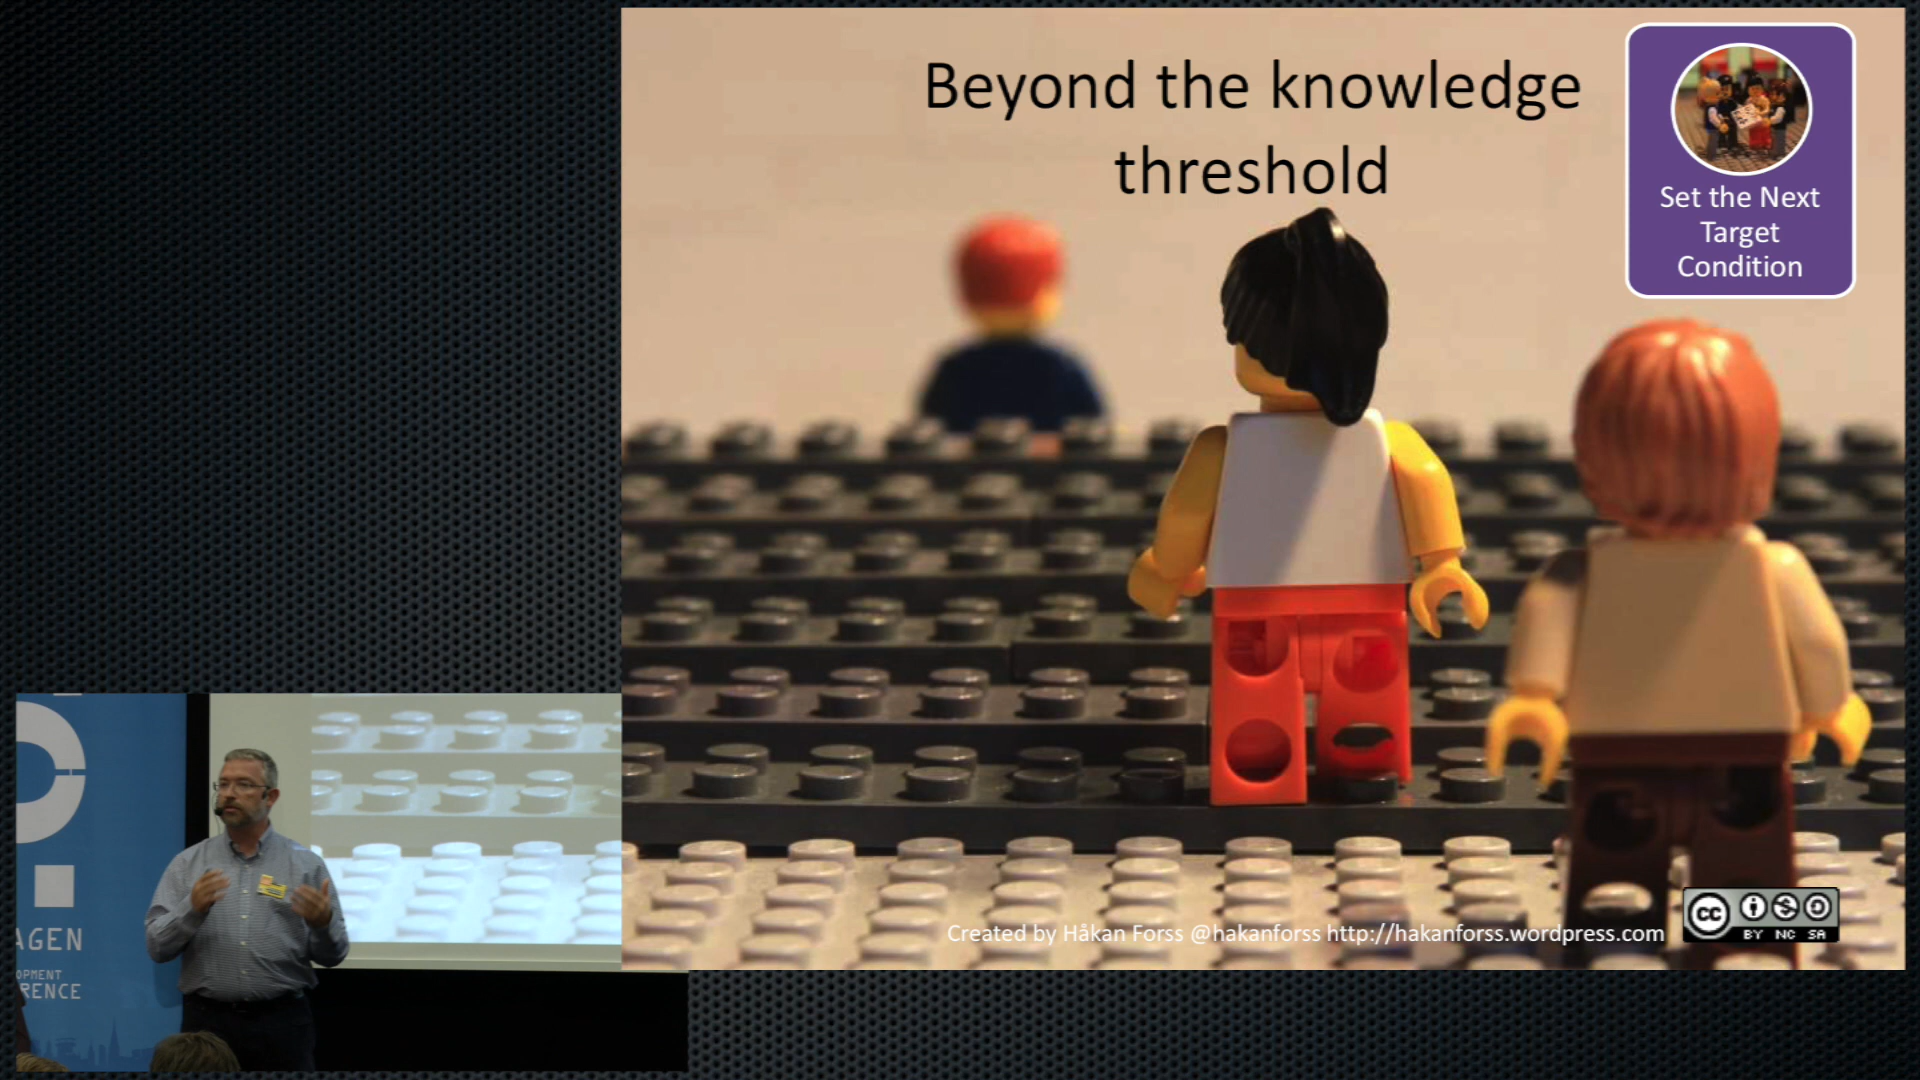 Beyond the knowledge
threshold
Set the Next
Target
Condition
Created by Håkan Forss @hakanforss http://hakanforss.wordpress.com
cc
BY NC SA
AGEN
OPMENT
RENCE